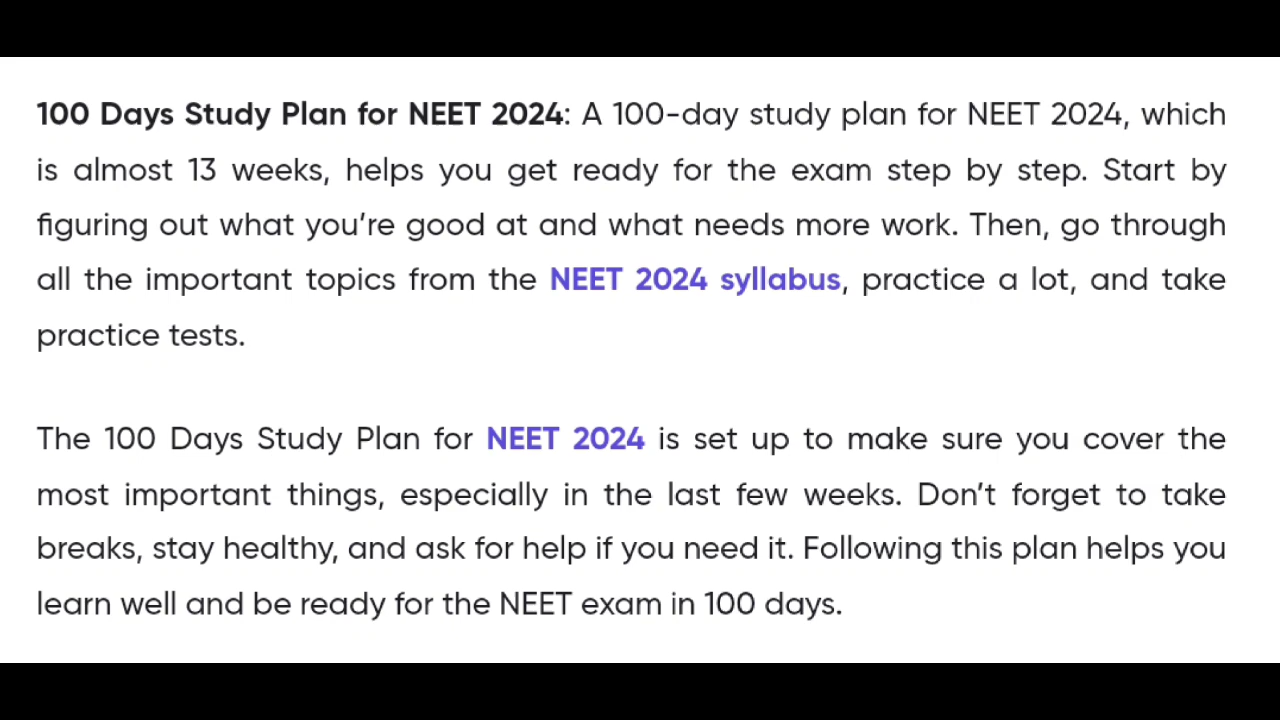 100 Days Study Plan for NEET 2024: A 100-day study plan for NEET 2024, which
is almost 13 weeks, helps you get ready for the exam step by step. Start by
figuring out what you’re good at and what needs more work. Then, go through
all the important topics from the NEET 2024 syllabus, practice a lot, and take
practice tests.
The 100 Days Study Plan for NEET 2024 is set up to make sure you cover the
most important things, especially in the last few weeks. Don’t forget to take
breaks, stay healthy, and ask for help if you need it. Following this plan helps you
learn well and be ready for the NEET exam in 100 days.